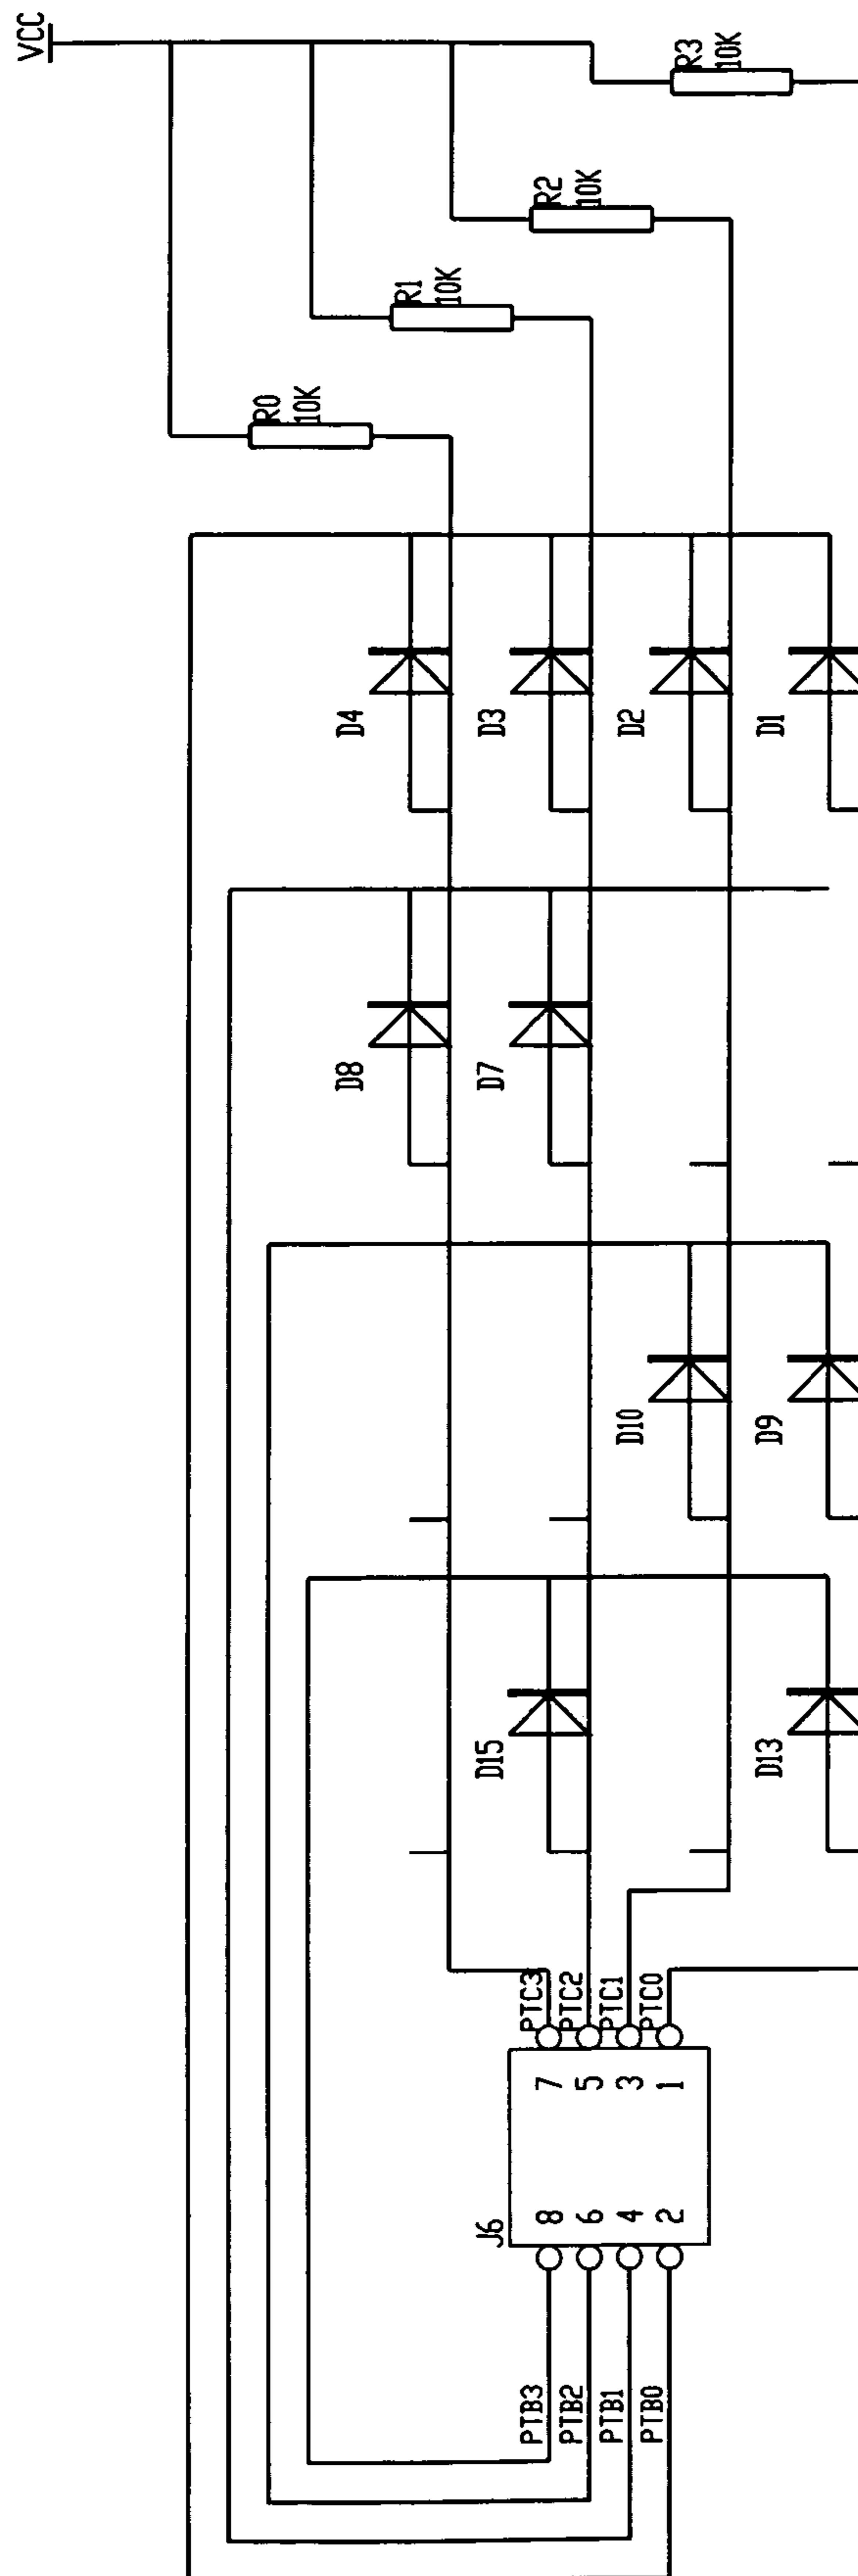 VCC
R3
10K
R2
10K
R1
10K
R0
10K
D4
D3
D2
D1
D8
D7
D10
D9
D15
D13
PTC3
PTC2
PTC1
PTC0
7
5
3
1
J6
8
6
4
2
PTB3
PTB2
PTB1
PTB0